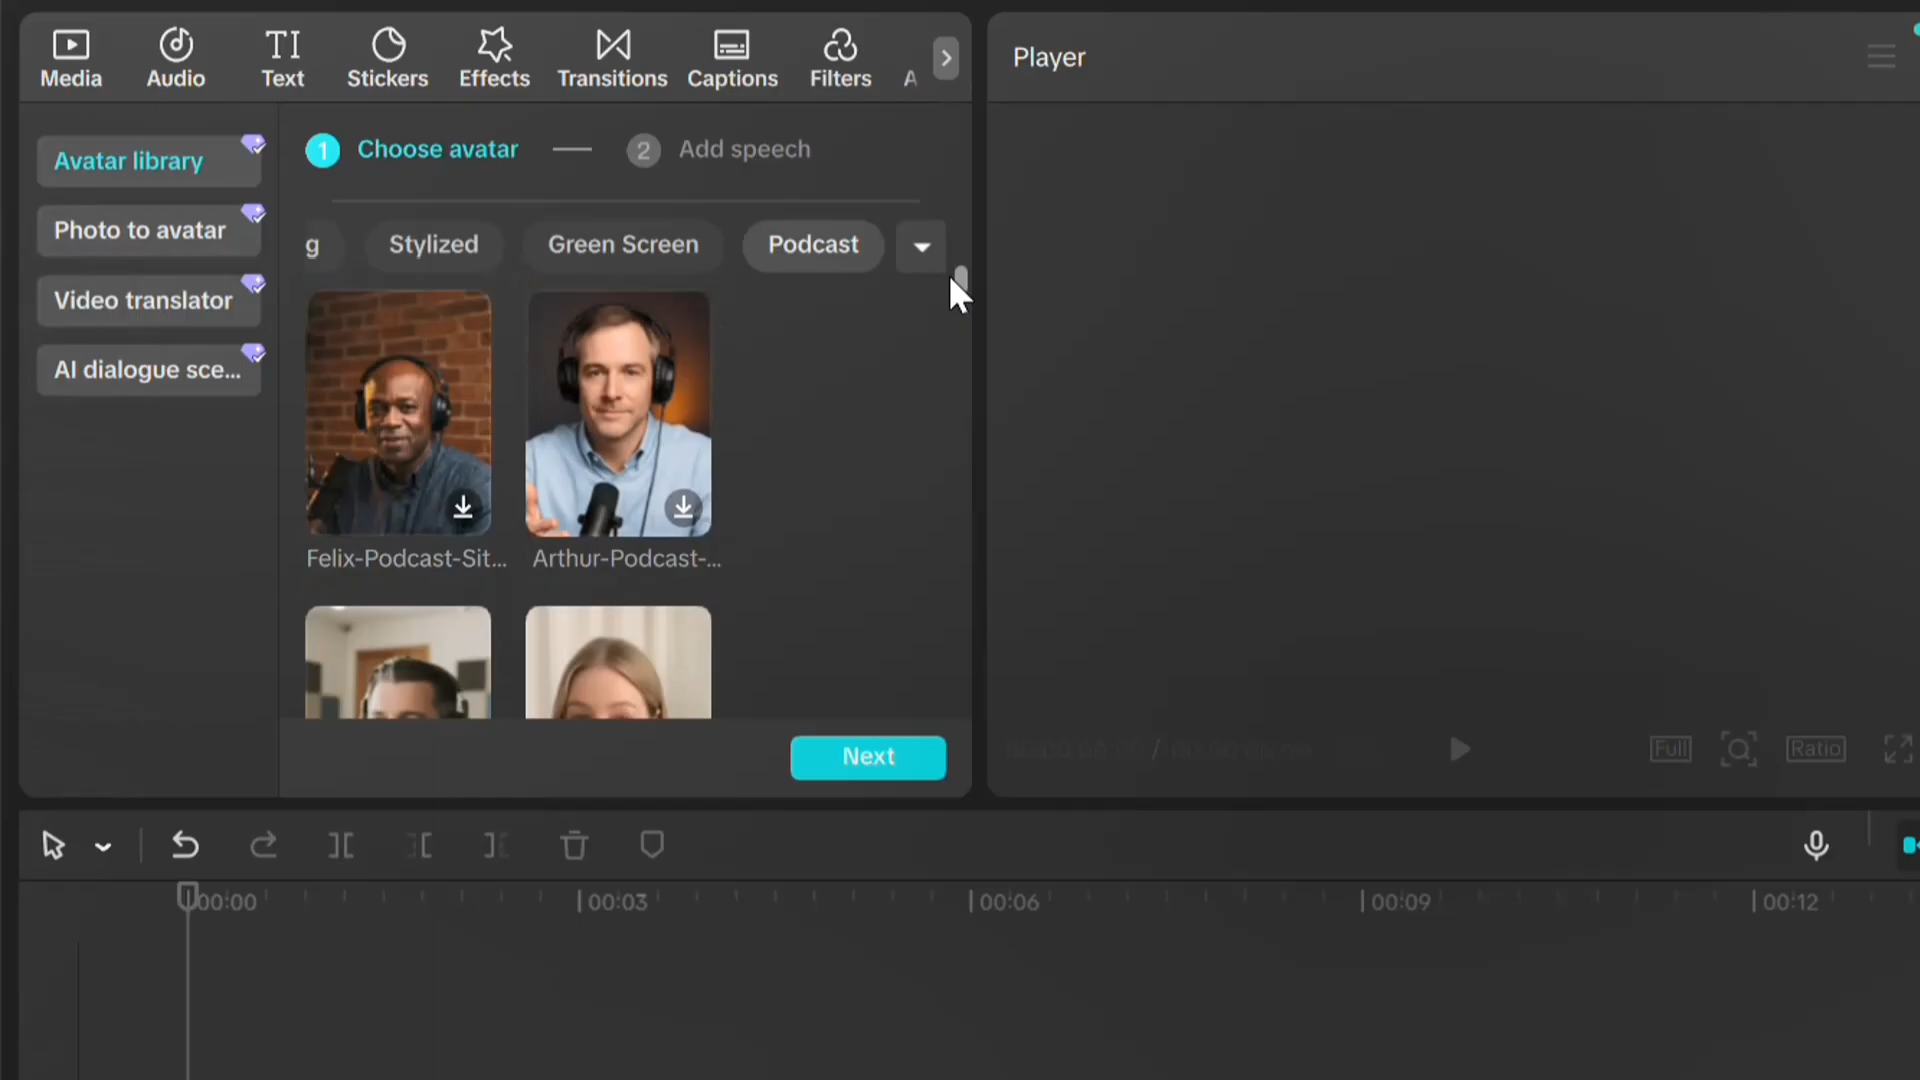 Media
Audio
TI
Text
Stickers
Effects
Transitions
Captions
Filters
A
Player
Avatar library
Photo to avatar
Video translator
AI dialogue sce...
1 Choose avatar
2 Add speech
g
Stylized
Green Screen
Podcast
Felix-Podcast-Sit...
Arthur-Podcast-...
Next
/
Full
Ratio
00:00
00:03
00:06
00:09
00:12